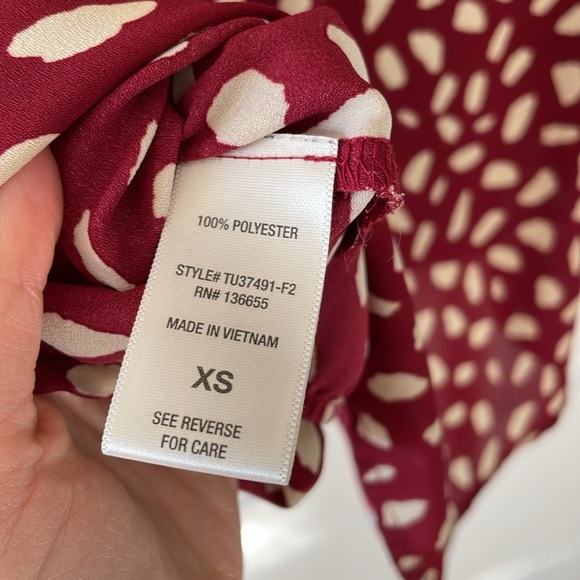 100% POLYESTER
STYLE# TU37491-F2
RN# 136655
MADE IN VIETNAM
XS
SEE REVERSE
FOR CARE